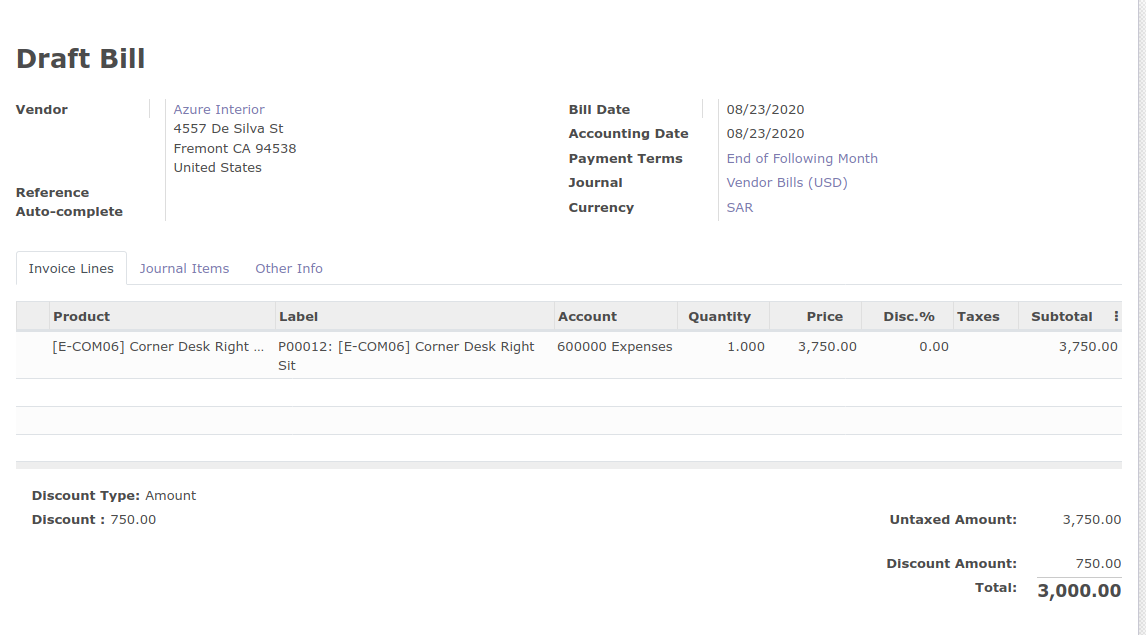 Draft Bill
Vendor Azure Interior
4557 De Silva St
Fremont CA 94538
United States
Reference
Auto-complete
Bill Date 08/23/2020
Accounting Date 08/23/2020
Payment Terms End of Following Month
Journal Vendor Bills (USD)
Currency SAR
Invoice Lines Journal Items Other Info
Product Label Account Quantity Price Disc.% Taxes Subtotal
[E-COM06] Corner Desk Right ... P00012: [E-COM06] Corner Desk Right 600000 Expenses 1.000 3,750.00 0.00 3,750.00
Sit
Discount Type: Amount
Discount : 750.00
Untaxed Amount: 3,750.00
Discount Amount: 750.00
Total: 3,000.00